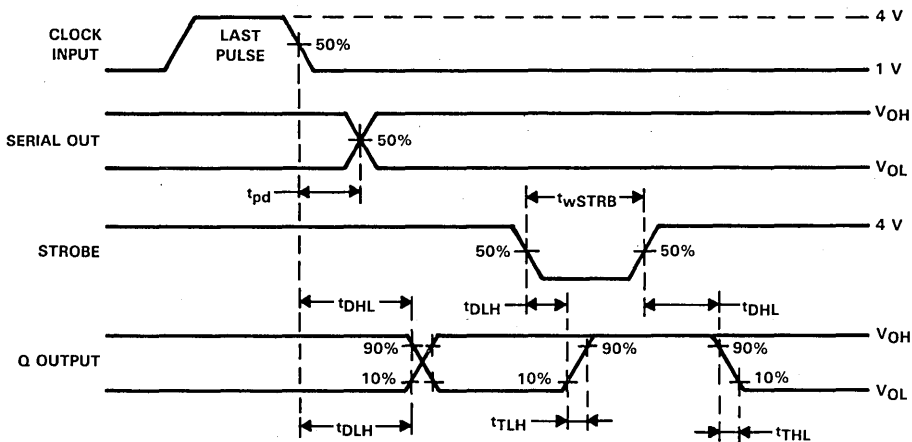 4 V
CLOCK
INPUT
LAST
PULSE
50%
1 V
VOH
SERIAL OUT
50%
VOL
tpd
twSTRB
4 V
STROBE
50%
50%
tDHL
tDLH
tDHL
VOH
Q OUTPUT
90%
90%
90%
10%
10%
10%
VOL
tDLH
tTLH
tTHL